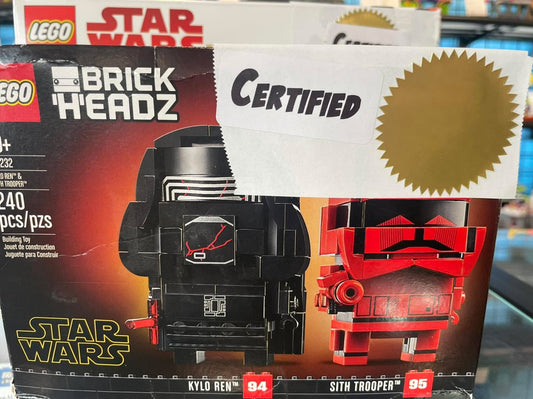 LEGO
STAR
WARS
LEGO
BRICK
'H'EADZ
CERTIFIED
240
pcs/pzs
Building Toy
Jouet de construction
Juguete para Construir
STAR
WARS
KYLO REN™ 94
SITH TROOPER™ 95